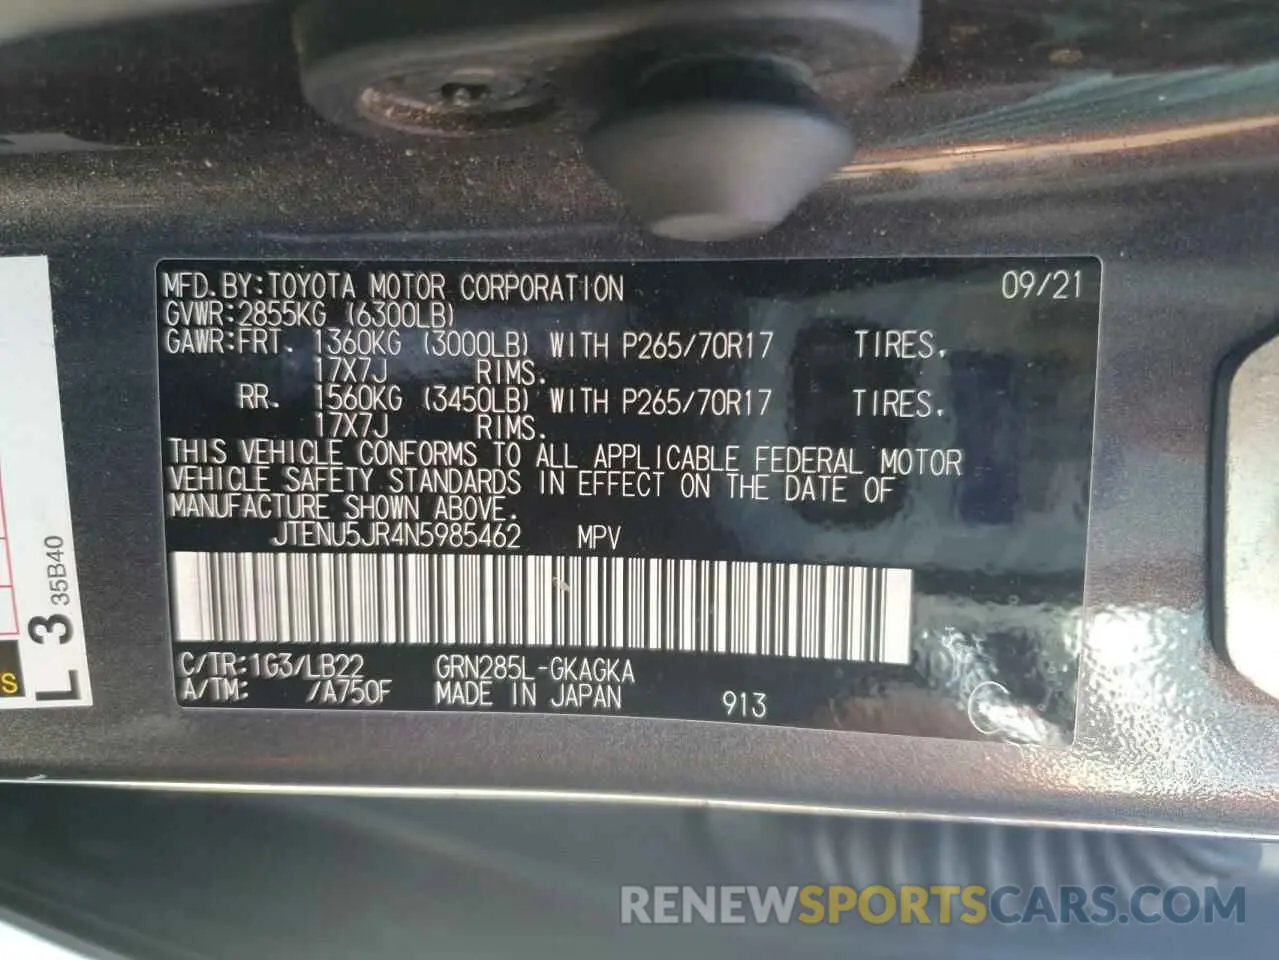 MFD. BY: TOYOTA MOTOR CORPORATION 09/21
GVWR: 2855KG (6300LB)
GAWR: FRT. 1360KG (3000LB) WITH P265/70R17 TIRES.
17X7J RIMS.
RR. 1560KG (3450LB) WITH P265/70R17 TIRES.
17X7J RIMS.
THIS VEHICLE CONFORMS TO ALL APPLICABLE FEDERAL MOTOR
VEHICLE SAFETY STANDARDS IN EFFECT ON THE DATE OF
MANUFACTURE SHOWN ABOVE.
JTENU5JR4N5985462 MPV
C/TR: 1G3/LB22 GRN285L-GKAGKA
A/TM: /A750F MADE IN JAPAN 913
L 3 35B40
RENEWSPORTSCARS.COM